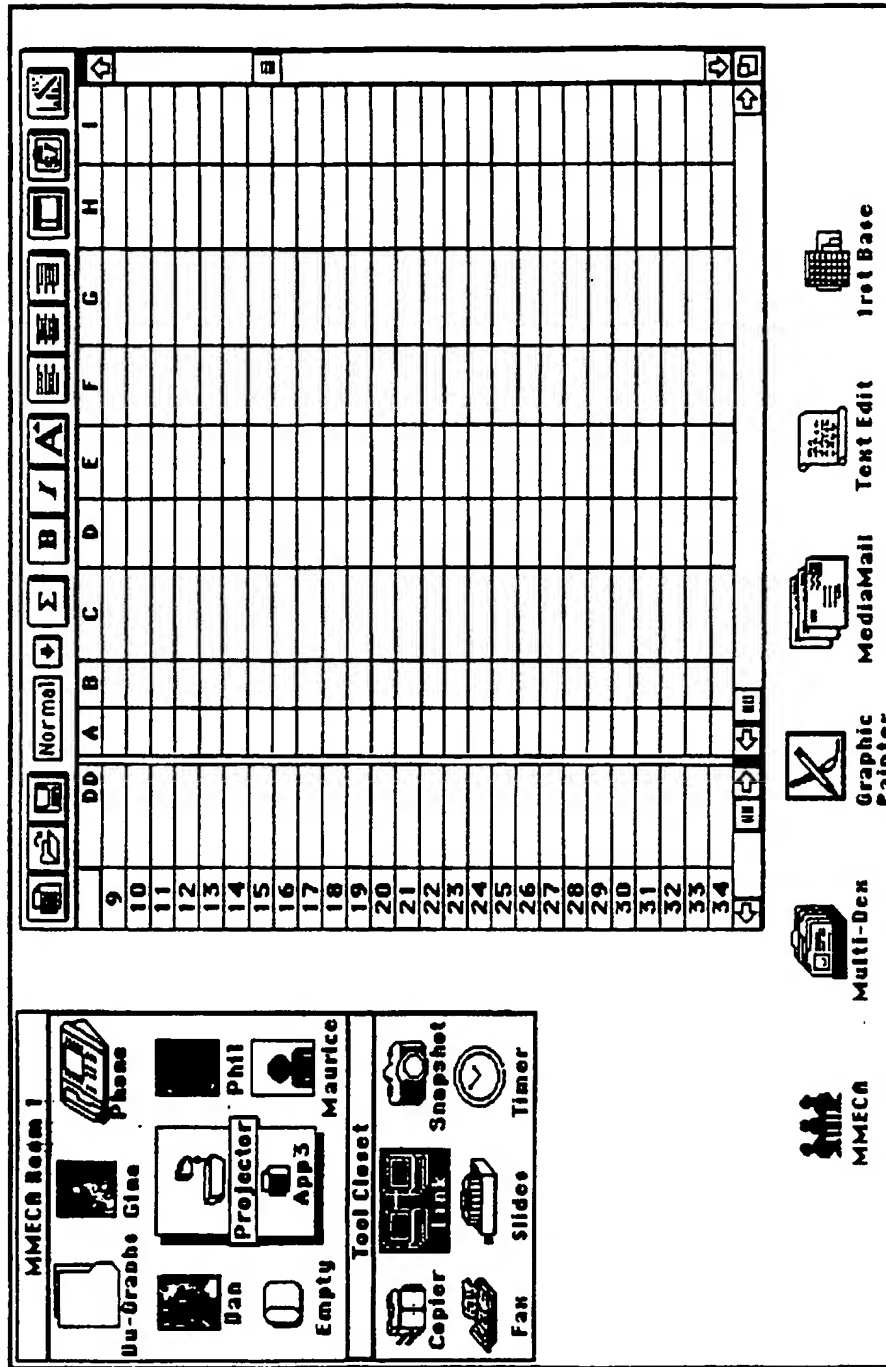 MMECA Room 1
Gina
Phone
Dan
Projector
Phil
Empty
App3
Maurice
Tool Closet
Copier
Link
Snapshot
Fax
Slides
Timer
Normal
Σ
B
I
A
DD
A
B
C
D
E
F
G
H
I
9
10
11
12
13
14
15
16
17
18
19
20
21
22
23
24
25
26
27
28
29
30
31
32
33
34
MMECA
Multi-Dex
Graphic
Painter
MediaMail
Text Edit
Base